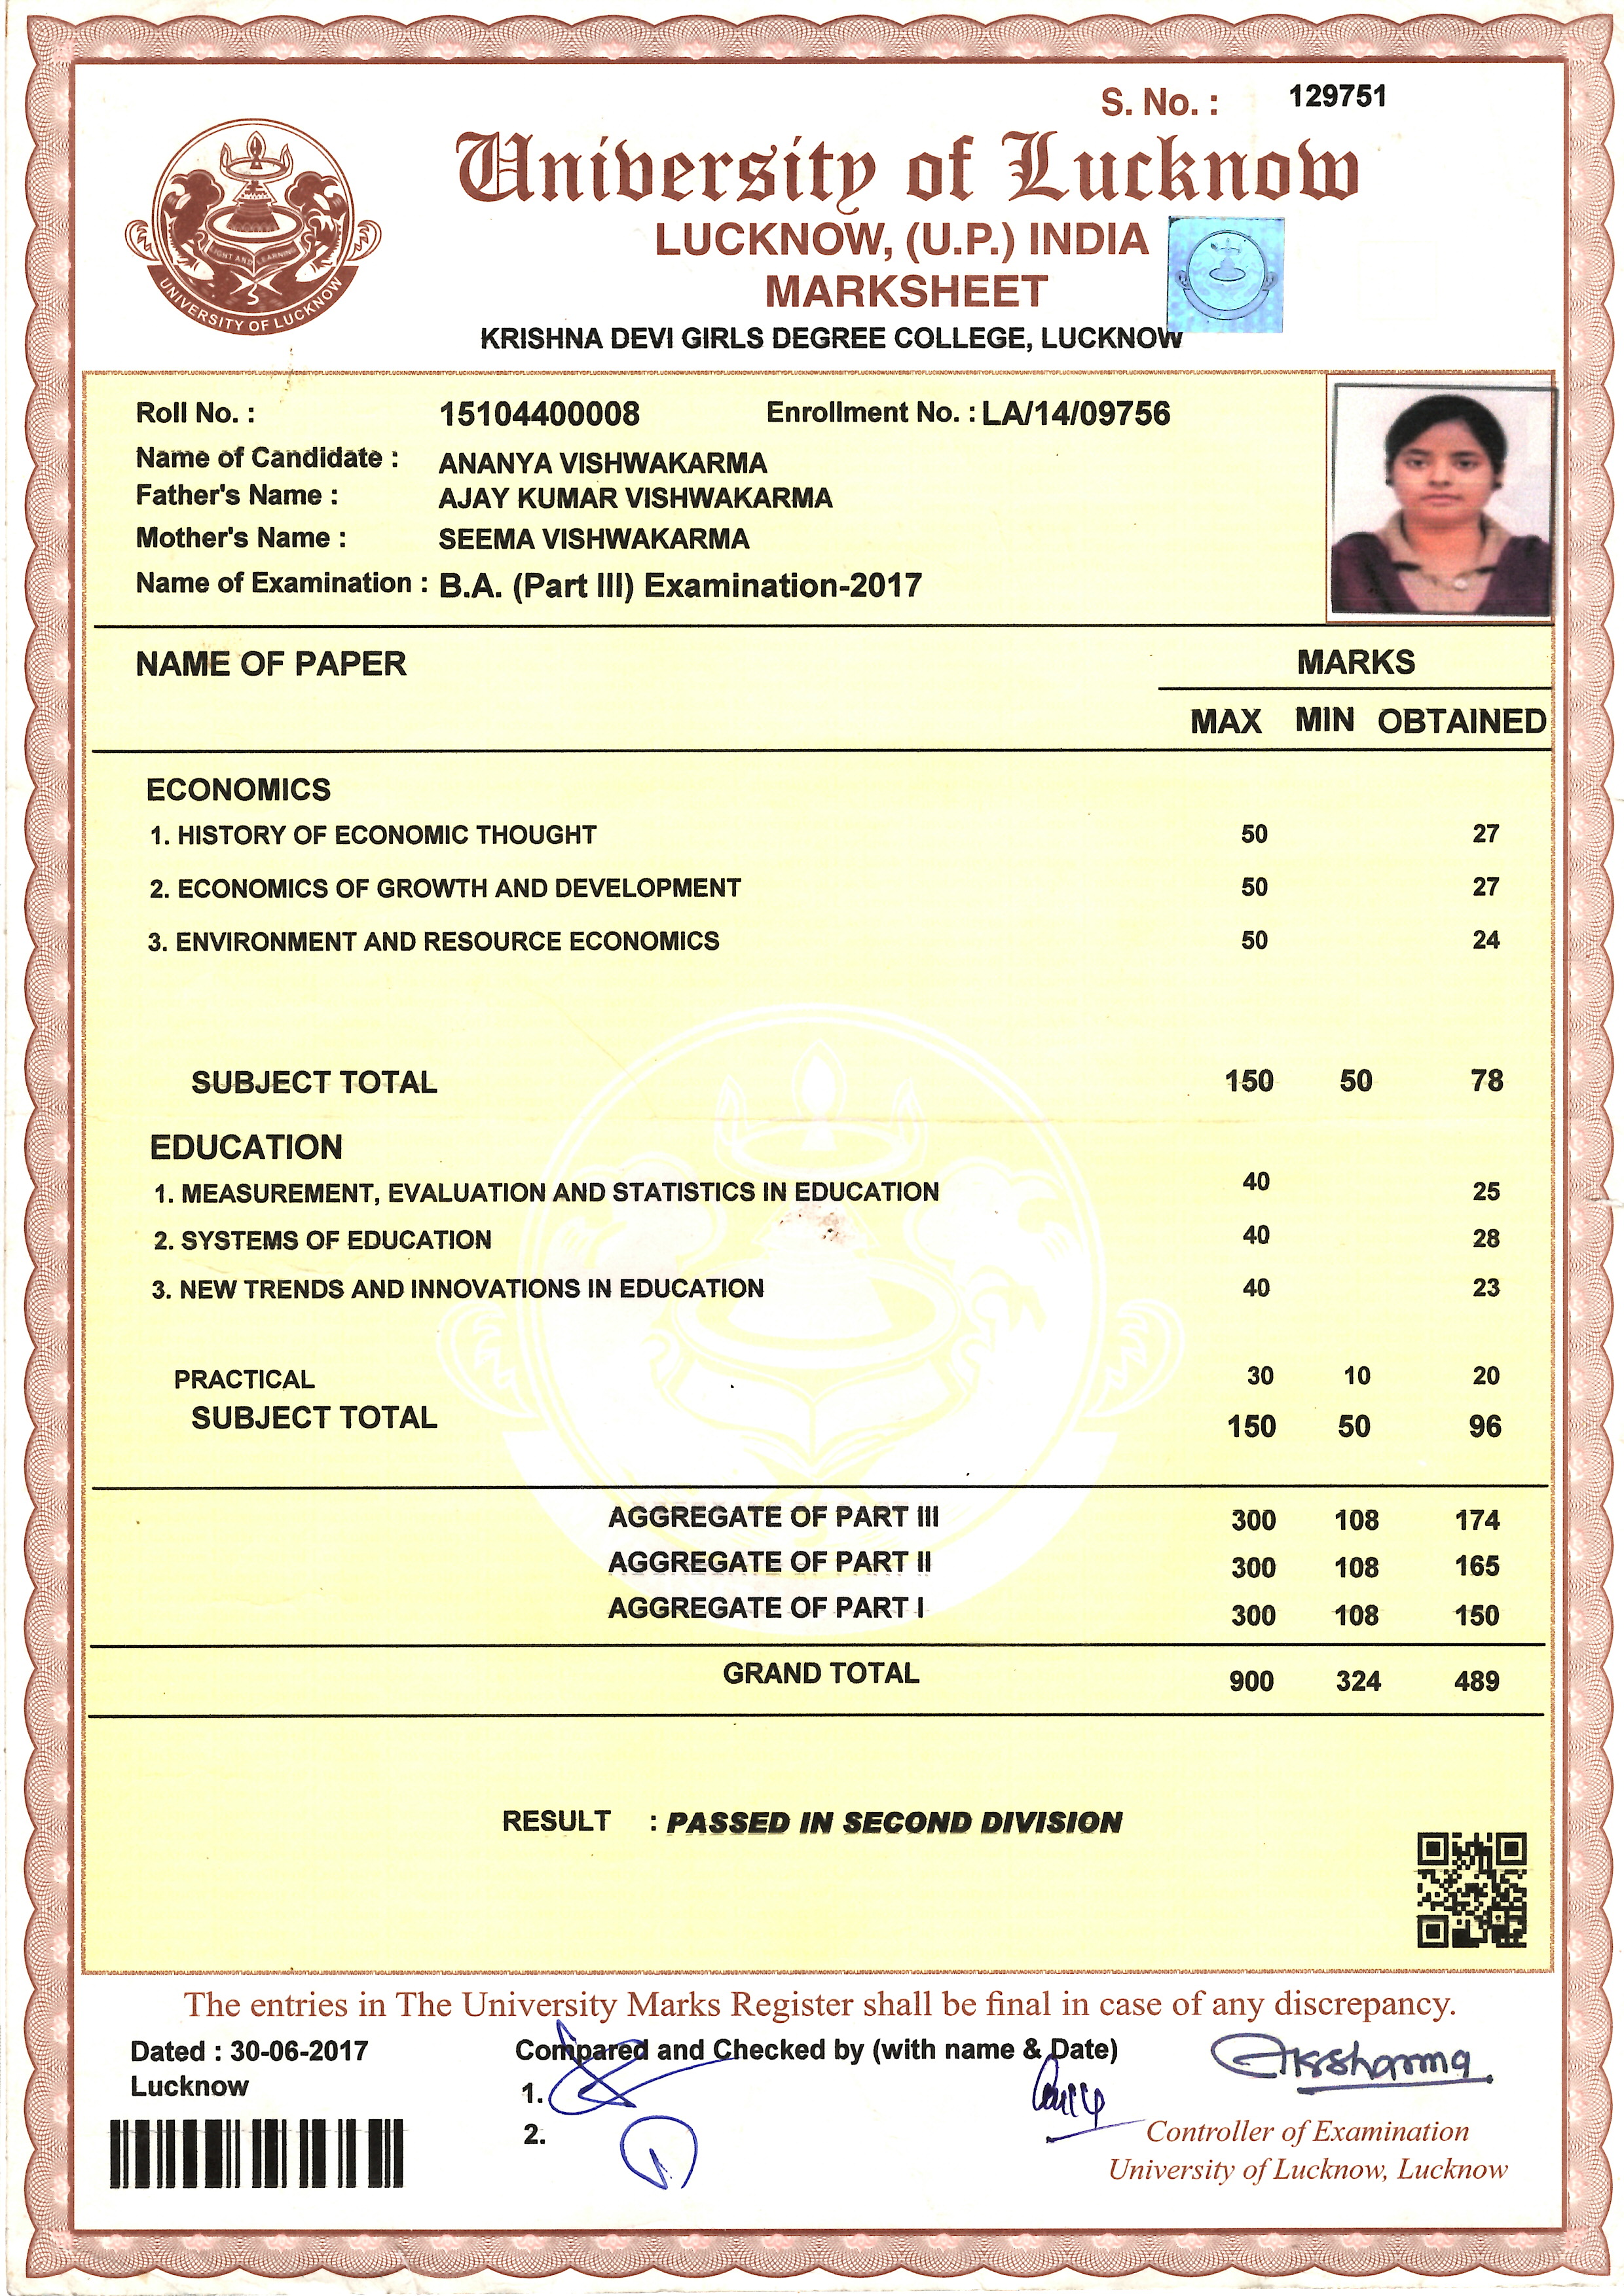 S. No. : 129751
University of Lucknow
LUCKNOW, (U.P.) INDIA
MARKSHEET
KRISHNA DEVI GIRLS DEGREE COLLEGE, LUCKNOW
LIGHT AND LEARNING
UNIVERSITY OF LUCKNOW
Roll No. : 15104400008 Enrollment No. : LA/14/09756
Name of Candidate : ANANYA VISHWAKARMA
Father's Name : AJAY KUMAR VISHWAKARMA
Mother's Name : SEEMA VISHWAKARMA
Name of Examination : B.A. (Part III) Examination-2017
NAME OF PAPER MARKS
MAX MIN OBTAINED
ECONOMICS
1. HISTORY OF ECONOMIC THOUGHT 50 27
2. ECONOMICS OF GROWTH AND DEVELOPMENT 50 27
3. ENVIRONMENT AND RESOURCE ECONOMICS 50 24
SUBJECT TOTAL 150 50 78
EDUCATION
1. MEASUREMENT, EVALUATION AND STATISTICS IN EDUCATION 40 25
2. SYSTEMS OF EDUCATION 40 28
3. NEW TRENDS AND INNOVATIONS IN EDUCATION 40 23
PRACTICAL 30 10 20
SUBJECT TOTAL 150 50 96
AGGREGATE OF PART III 300 108 174
AGGREGATE OF PART II 300 108 165
AGGREGATE OF PART I 300 108 150
GRAND TOTAL 900 324 489
RESULT : PASSED IN SECOND DIVISION
The entries in The University Marks Register shall be final in case of any discrepancy.
Dated : 30-06-2017 Compared and Checked by (with name & Date)
Lucknow
1.
2.
Controller of Examination
University of Lucknow, Lucknow